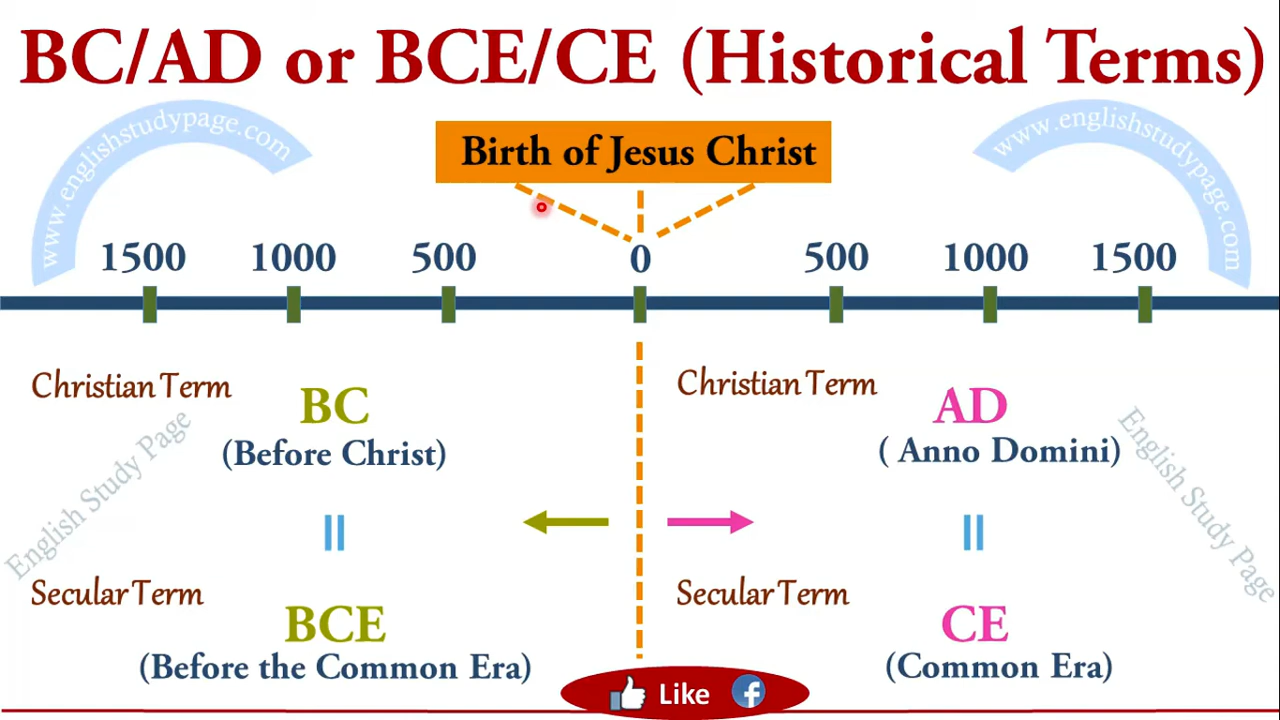 BC/AD or BCE/CE (Historical Terms)
www.englishstudypage.com
www.englishstudypage.com
Birth of Jesus Christ
1500 1000 500 0 500 1000 1500
Christian Term
BC
(Before Christ)
Christian Term
AD
( Anno Domini)
English Study Page
English Study Page
=
=
Secular Term
BCE
(Before the Common Era)
Secular Term
CE
(Common Era)
Like f